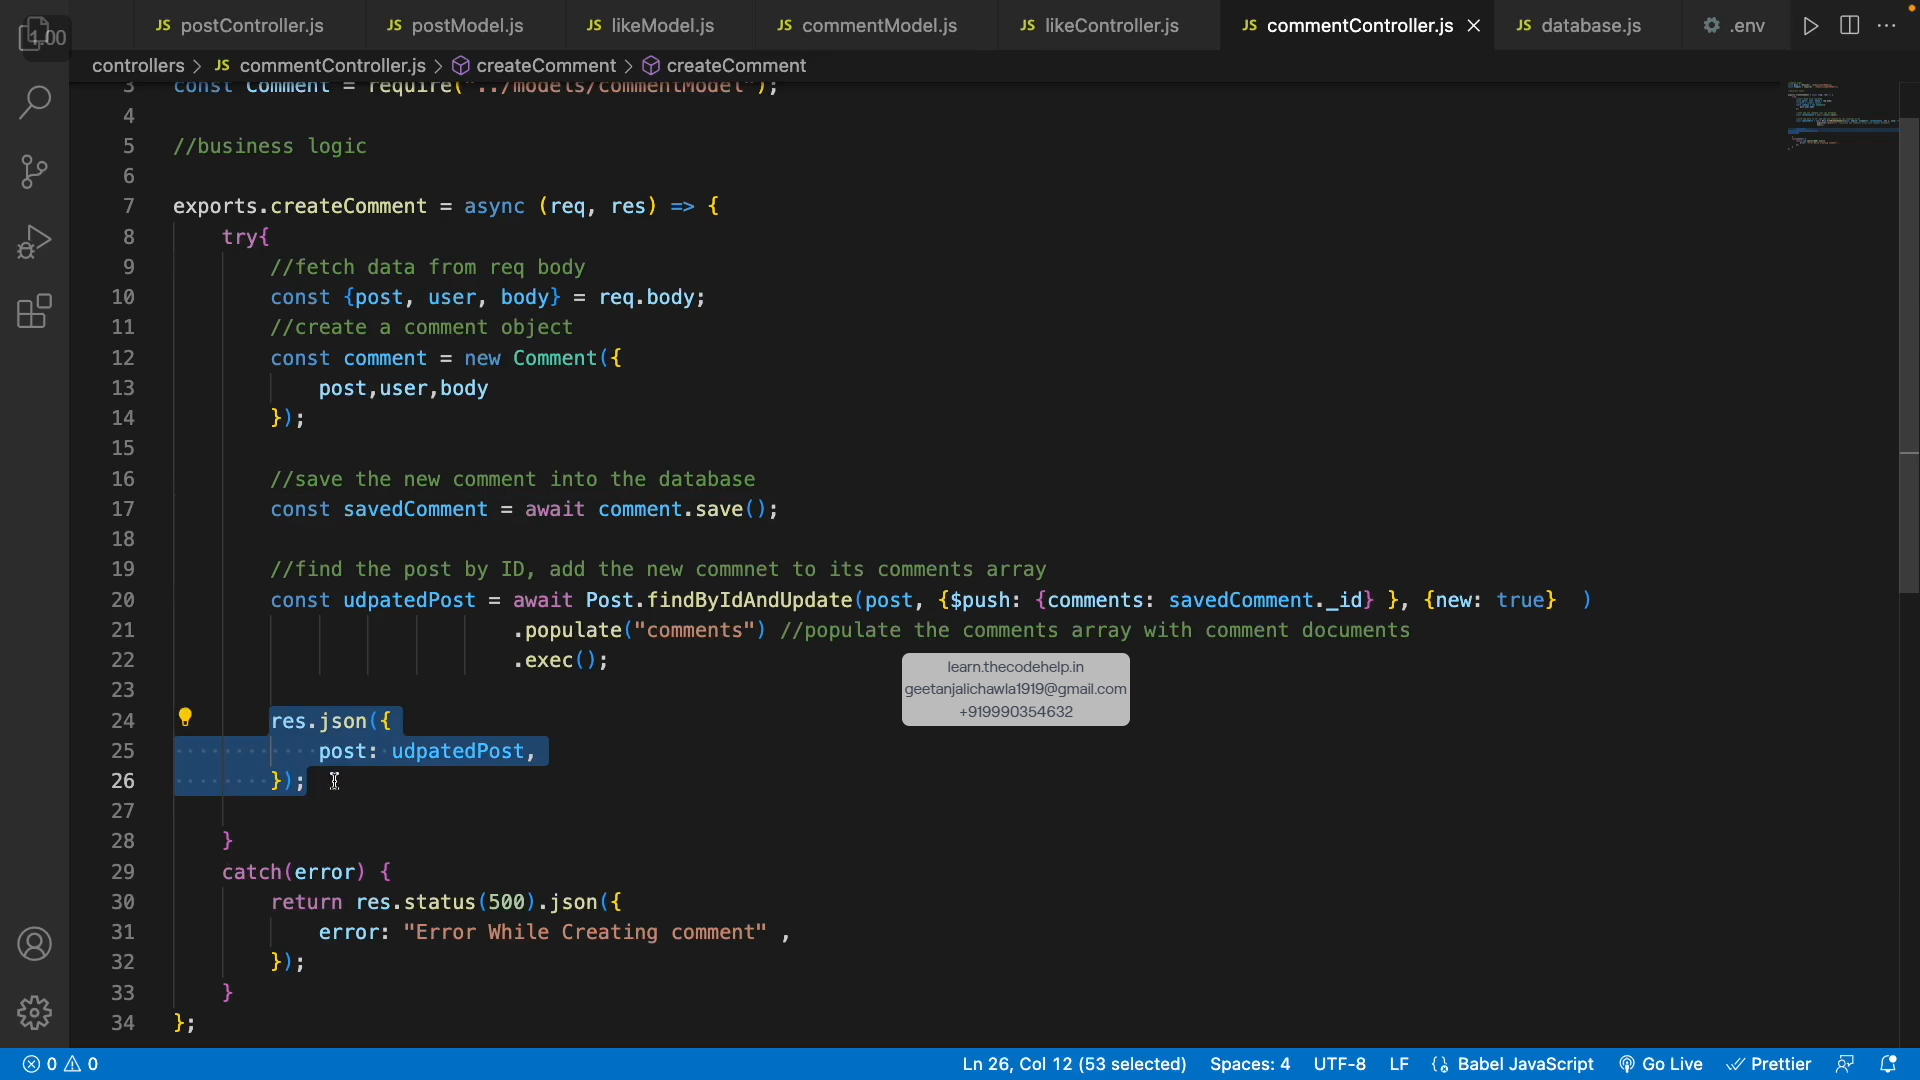 1,00
JS postController.js JS postModel.js JS likeModel.js JS commentModel.js JS likeController.js JS commentController.js JS database.js .env
controllers > JS commentController.js > createComment > createComment
3 const Comment = require("../models/commentModel");
4
5 //business logic
6
7 exports.createComment = async (req, res) => {
8 try{
9 //fetch data from req body
10 const {post, user, body} = req.body;
11 //create a comment object
12 const comment = new Comment({
13 post,user,body
14 });
15
16 //save the new comment into the database
17 const savedComment = await comment.save();
18
19 //find the post by ID, add the new commnet to its comments array
20 const udpatedPost = await Post.findByIdAndUpdate(post, {$push: {comments: savedComment._id} }, {new: true} )
21 .populate("comments") //populate the comments array with comment documents
22 .exec();
learn.thecodehelp.in
geetanjalichawla1919@gmail.com
+919990354632
23
24 res.json({
25 post: udpatedPost,
26 });
27
28 }
29 catch(error) {
30 return res.status(500).json({
31 error: "Error While Creating comment" ,
32 });
33 }
34 };
0 0 Ln 26, Col 12 (53 selected) Spaces: 4 UTF-8 LF {} Babel JavaScript Go Live Prettier